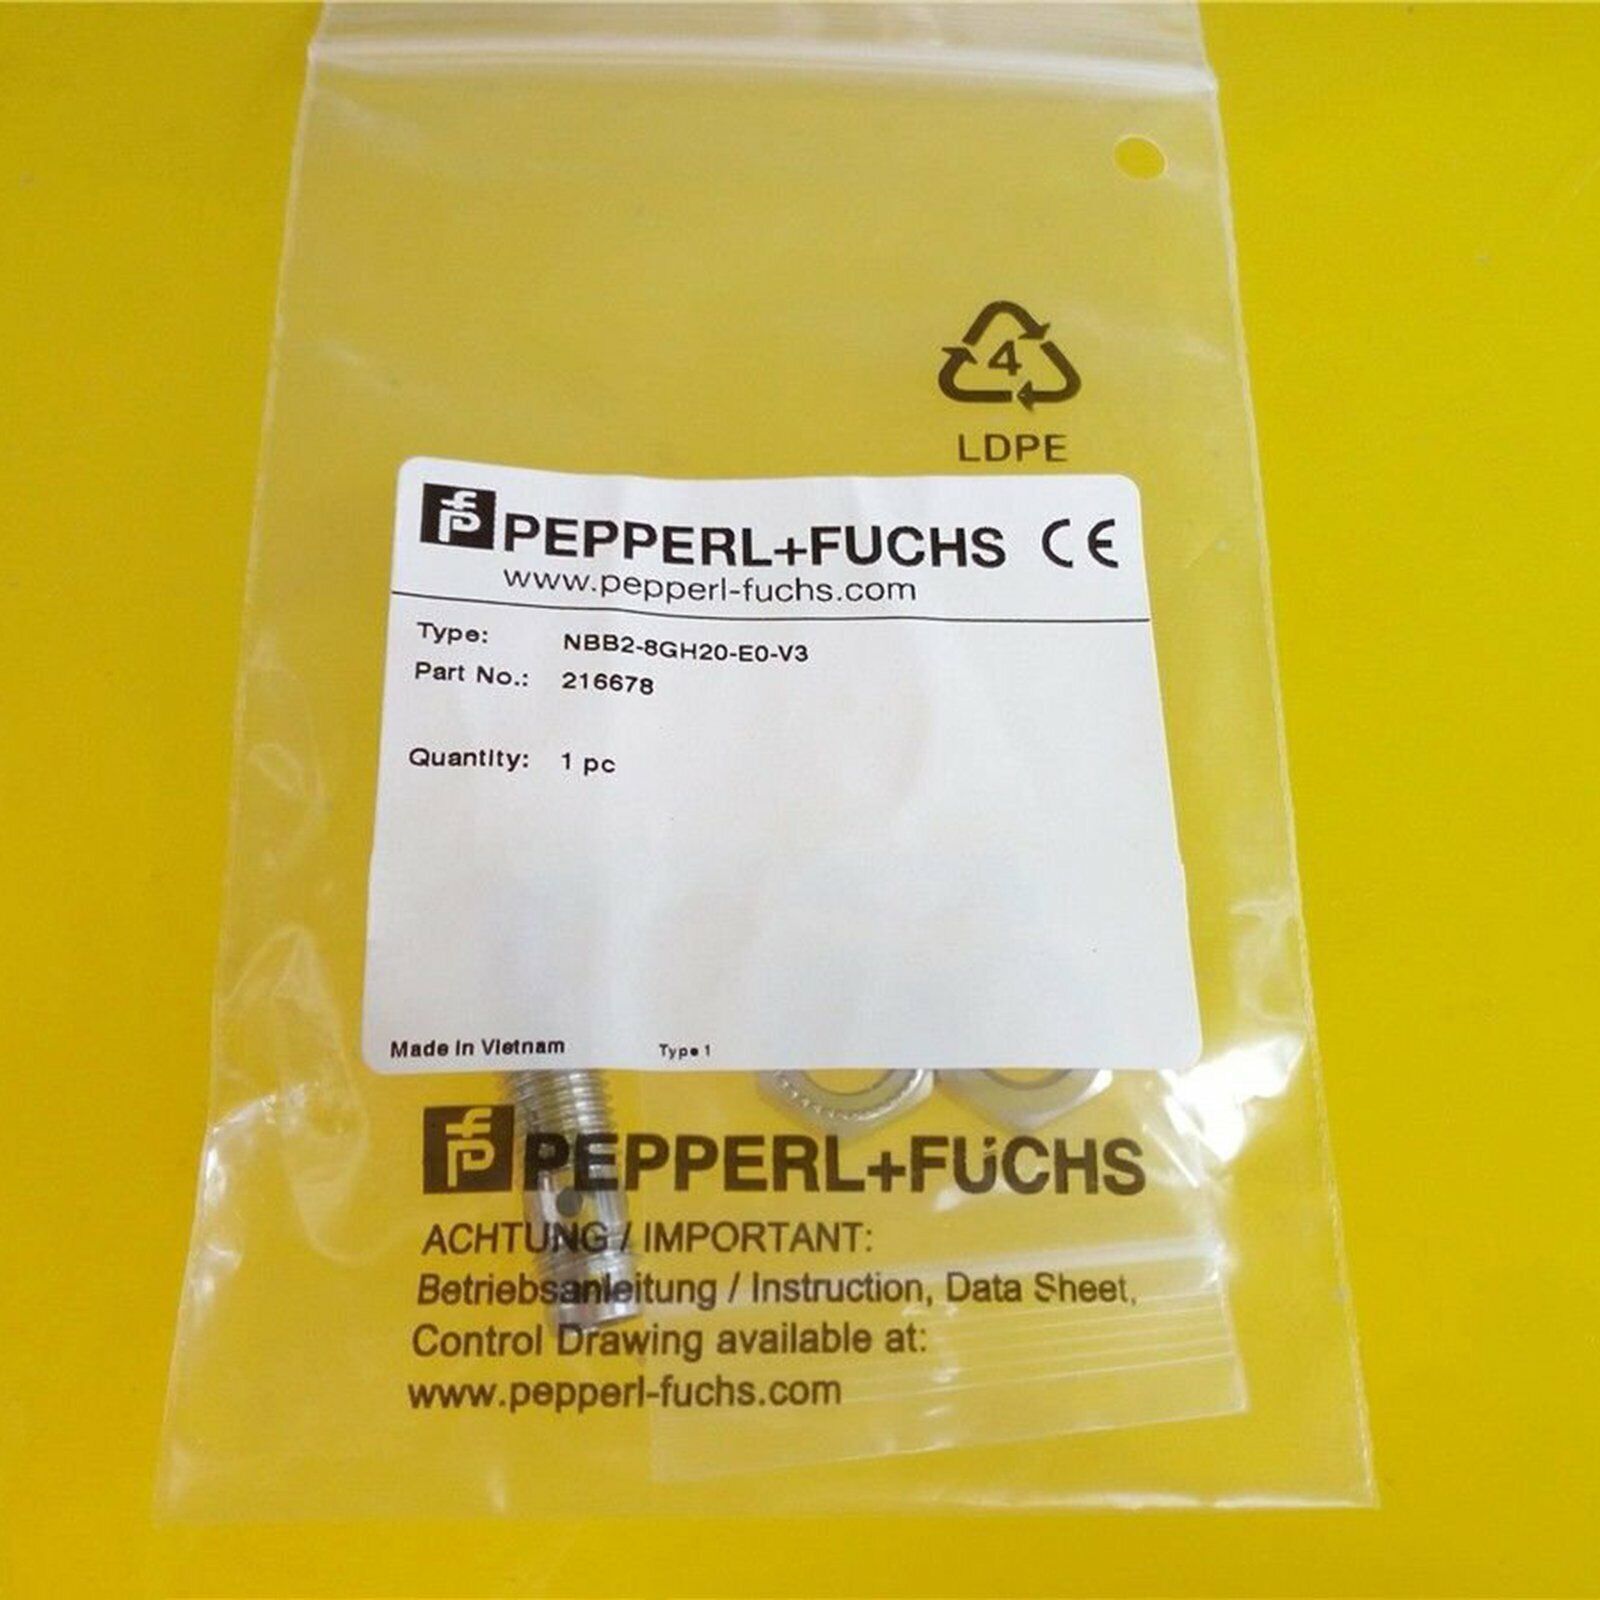 4
LDPE
PEPPERL+FUCHS CE
www.pepperl-fuchs.com
Type: NBB2-8GH20-E0-V3
Part No.: 216678
Quantity: 1 pc
Made in Vietnam Type 1
PEPPERL+FUCHS
ACHTUNG / IMPORTANT:
Betriebsanleitung / Instruction, Data Sheet,
Control Drawing available at:
www.pepperl-fuchs.com